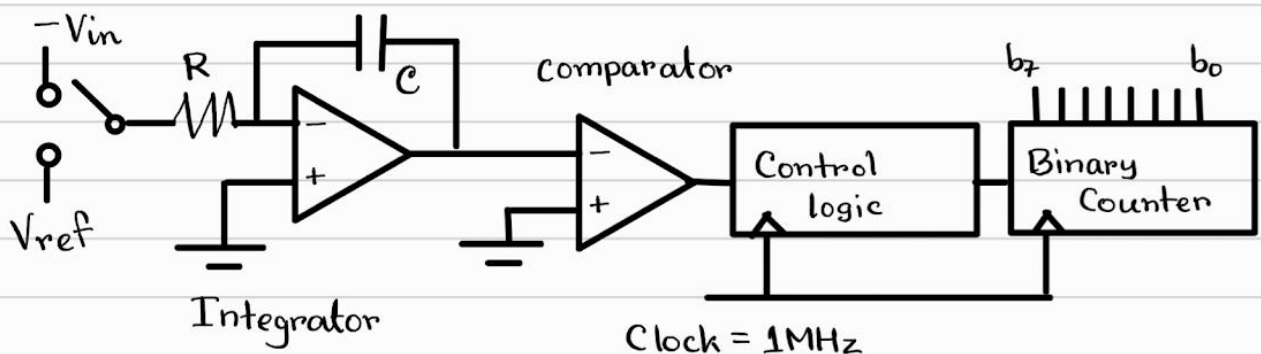 -Vin
R
C
comparator
b7
b0
-
+
-
+
Control
logic
Binary
Counter
Vref
Integrator
Clock = 1MHz